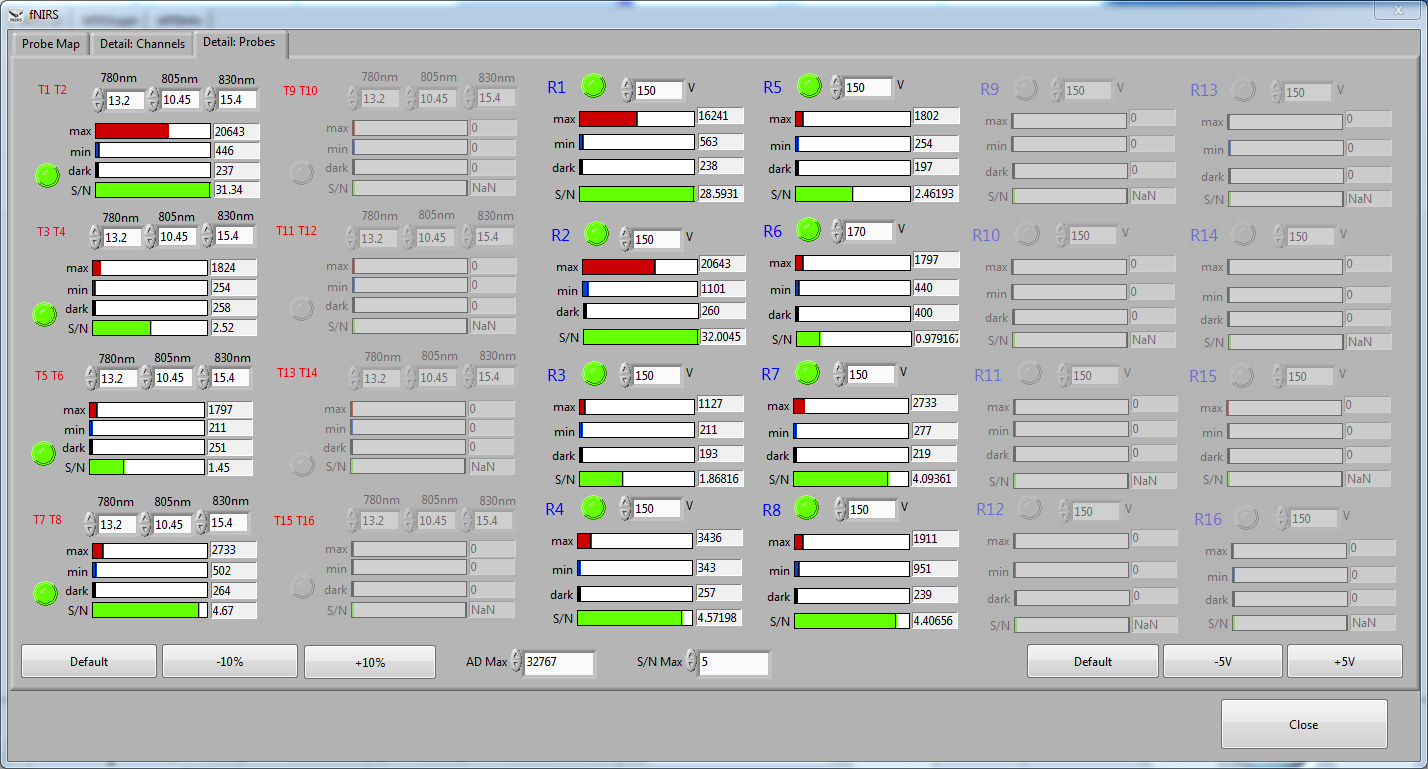 fNIRS
Probe Map Detail: Channels Detail: Probes
T1 T2 780nm 805nm 830nm
13.2 10.45 15.4
max 20643
min 446
dark 237
S/N 31.34
T3 T4 780nm 805nm 830nm
13.2 10.45 15.4
max 1824
min 254
dark 258
S/N 2.52
T5 T6 780nm 805nm 830nm
13.2 10.45 15.4
max 1797
min 211
dark 251
S/N 1.45
T7 T8 780nm 805nm 830nm
13.2 10.45 15.4
max 2733
min 502
dark 264
S/N 4.67
T9 T10 780nm 805nm 830nm
13.2 10.45 15.4
max 0
min 0
dark 0
S/N NaN
T11 T12 780nm 805nm 830nm
13.2 10.45 15.4
max 0
min 0
dark 0
S/N NaN
T13 T14 780nm 805nm 830nm
13.2 10.45 15.4
max 0
min 0
dark 0
S/N NaN
T15 T16 780nm 805nm 830nm
13.2 10.45 15.4
max 0
min 0
dark 0
S/N NaN
R1 150 V
max 16241
min 563
dark 238
S/N 28.5931
R2 150 V
max 20643
min 1101
dark 260
S/N 32.0045
R3 150 V
max 1127
min 211
dark 193
S/N 1.86816
R4 150 V
max 3436
min 343
dark 257
S/N 4.57198
R5 150 V
max 1802
min 254
dark 197
S/N 2.46193
R6 170 V
max 1797
min 440
dark 400
S/N 0.979167
R7 150 V
max 2733
min 277
dark 219
S/N 4.09361
R8 150 V
max 1911
min 951
dark 239
S/N 4.40656
R9 150 V
max 0
min 0
dark 0
S/N NaN
R10 150 V
max 0
min 0
dark 0
S/N NaN
R11 150 V
max 0
min 0
dark 0
S/N NaN
R12 150 V
max 0
min 0
dark 0
S/N NaN
R13 150 V
max 0
min 0
dark 0
S/N NaN
R14 150 V
max 0
min 0
dark 0
S/N NaN
R15 150 V
max 0
min 0
dark 0
S/N NaN
R16 150 V
max 0
min 0
dark 0
S/N NaN
Default -10% +10% AD Max 32767 S/N Max 5 Default -5V +5V
Close